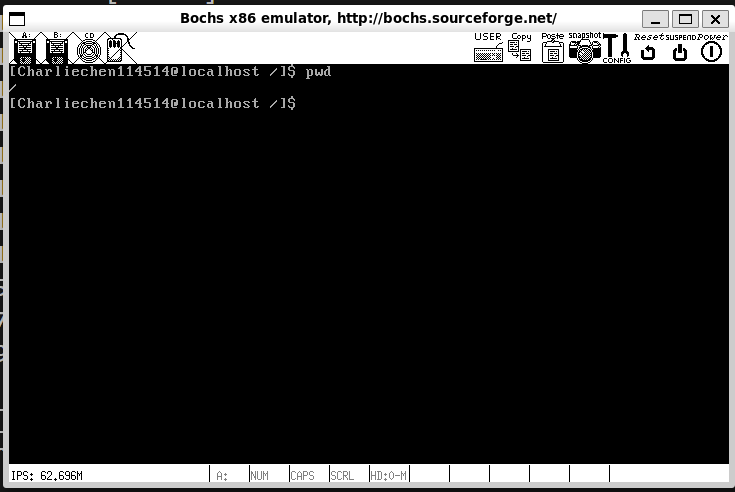 Bochs x86 emulator, http://bochs.sourceforge.net/
A: B: CD USER Copy Poste snapshot CONFIG Reset SUSPEND Power
[Charliechen114514@localhost /]$ pwd
/
[Charliechen114514@localhost /]$
IPS: 62.696M A: NUM CAPS SCRL HD:0-M